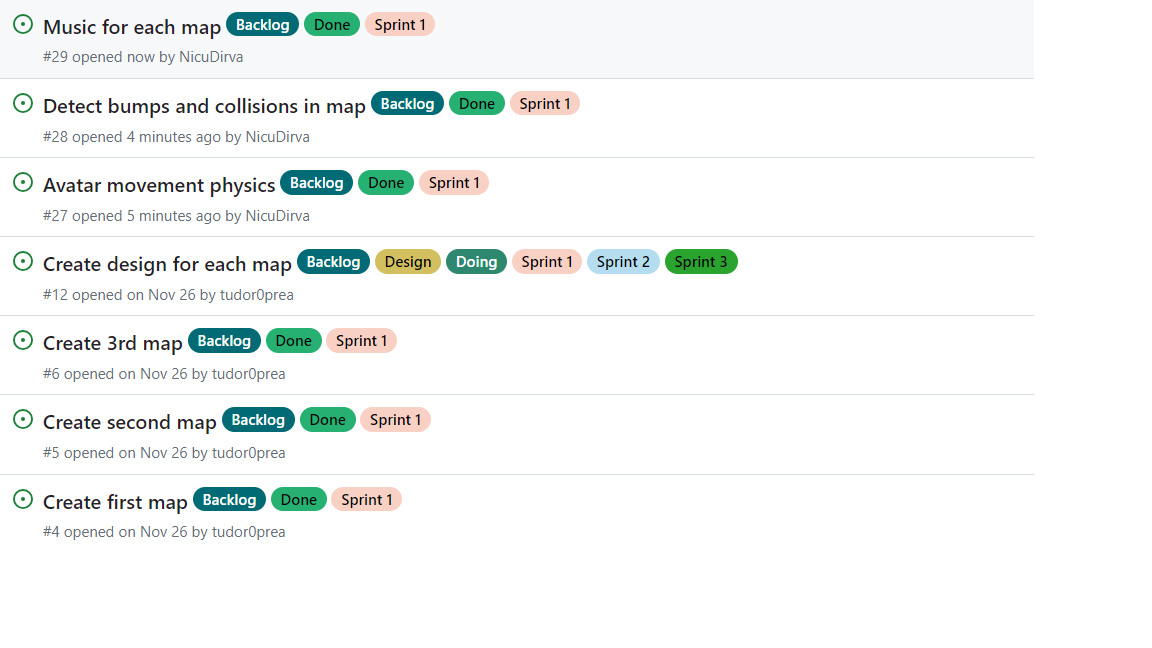 Music for each map Backlog Done Sprint 1
#29 opened now by NicuDirva
Detect bumps and collisions in map Backlog Done Sprint 1
#28 opened 4 minutes ago by NicuDirva
Avatar movement physics Backlog Done Sprint 1
#27 opened 5 minutes ago by NicuDirva
Create design for each map Backlog Design Doing Sprint 1 Sprint 2 Sprint 3
#12 opened on Nov 26 by tudor0prea
Create 3rd map Backlog Done Sprint 1
#6 opened on Nov 26 by tudor0prea
Create second map Backlog Done Sprint 1
#5 opened on Nov 26 by tudor0prea
Create first map Backlog Done Sprint 1
#4 opened on Nov 26 by tudor0prea